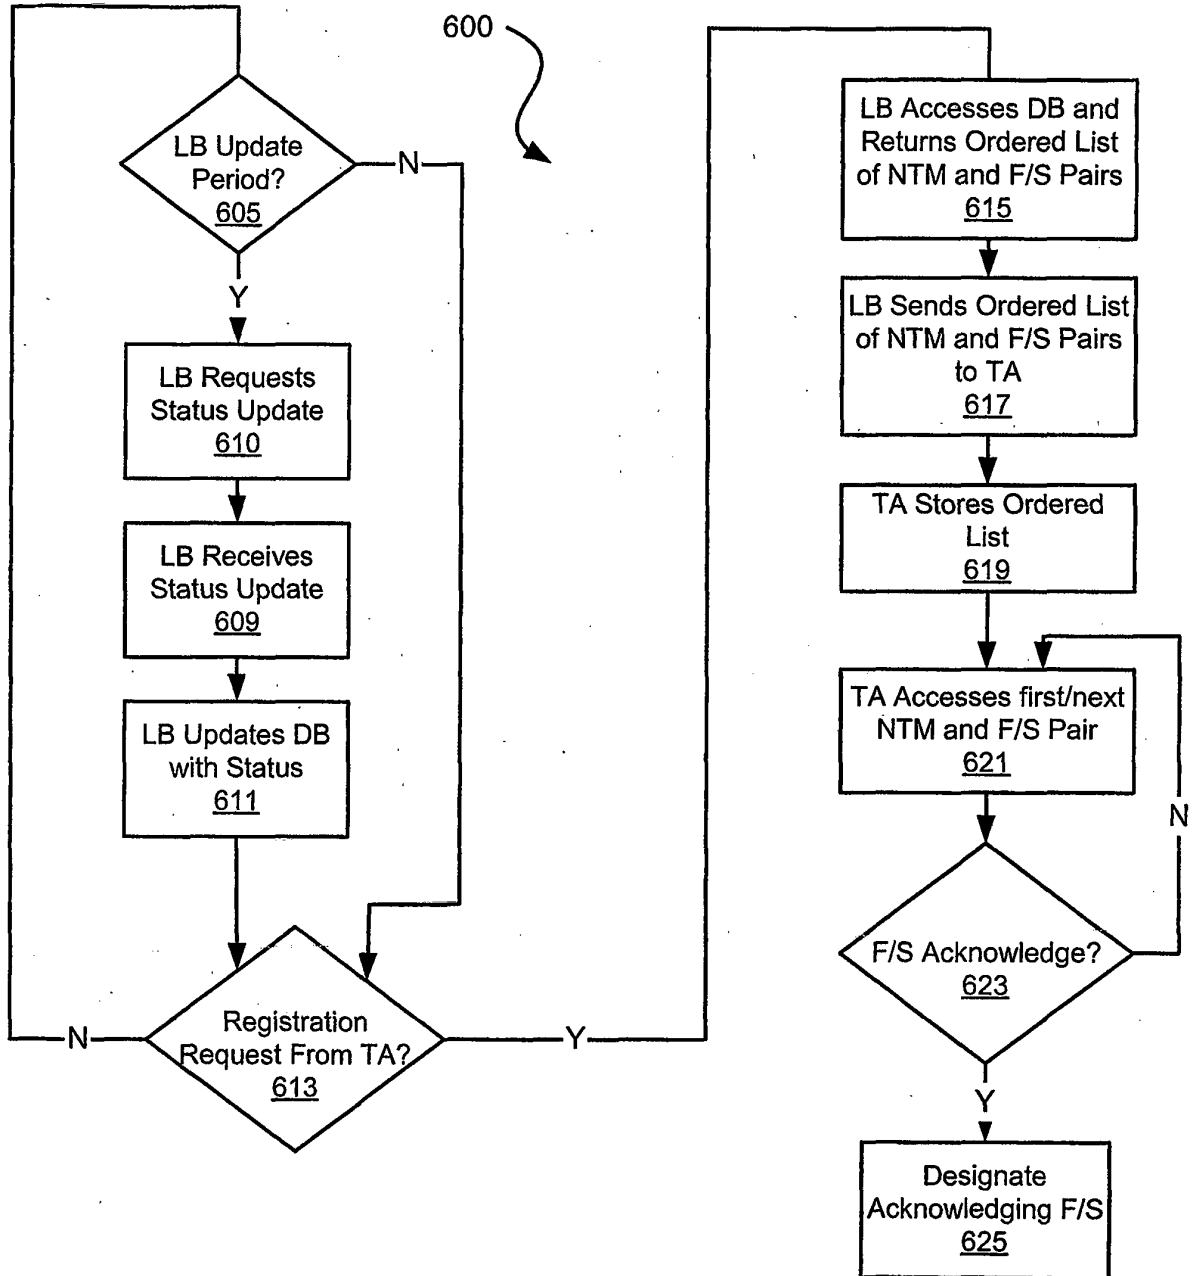 600
LB Update
Period?
605
N
Y
LB Requests
Status Update
610
LB Receives
Status Update
609
LB Updates DB
with Status
611
Registration
Request From TA?
613
N
Y
LB Accesses DB and
Returns Ordered List
of NTM and F/S Pairs
615
LB Sends Ordered List
of NTM and F/S Pairs
to TA
617
TA Stores Ordered
List
619
TA Accesses first/next
NTM and F/S Pair
621
N
F/S Acknowledge?
623
Y
Designate
Acknowledging F/S
625